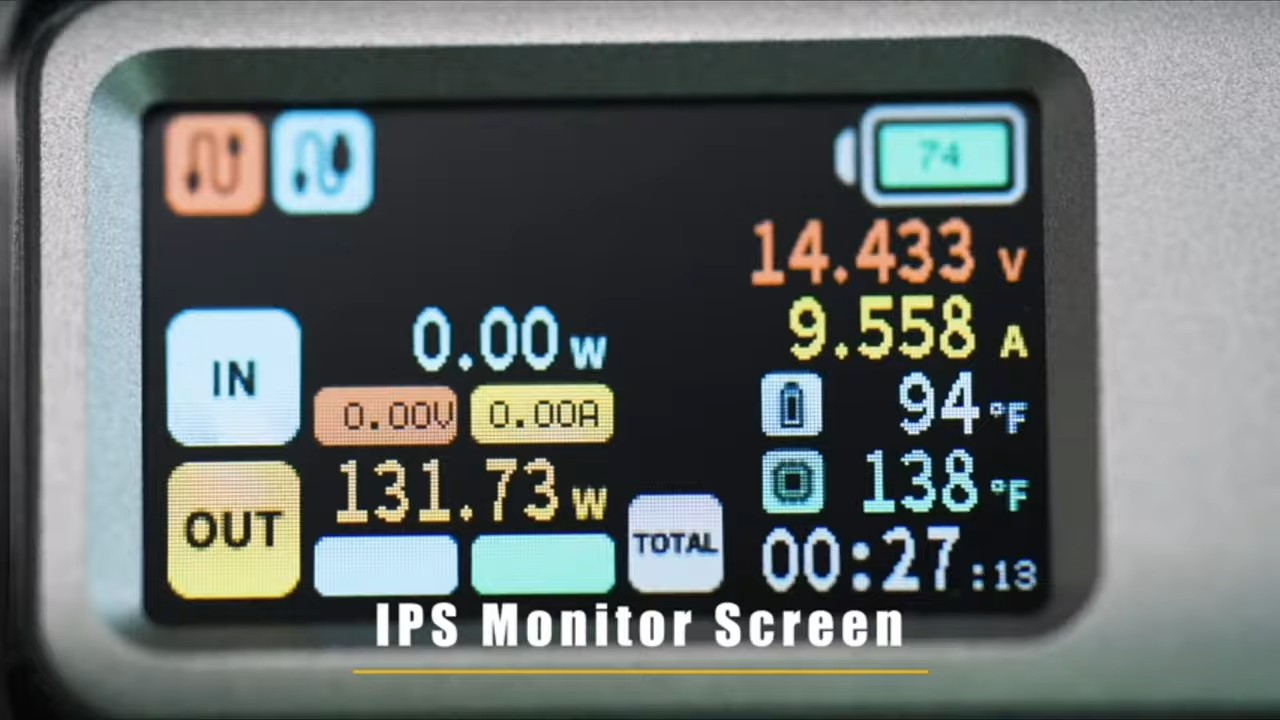 74
14.433 V
9.558 A
IN
0.00 W
0.00V 0.00A
94 °F
OUT
131.73 W
138 °F
TOTAL
00:27:13
IPS Monitor Screen